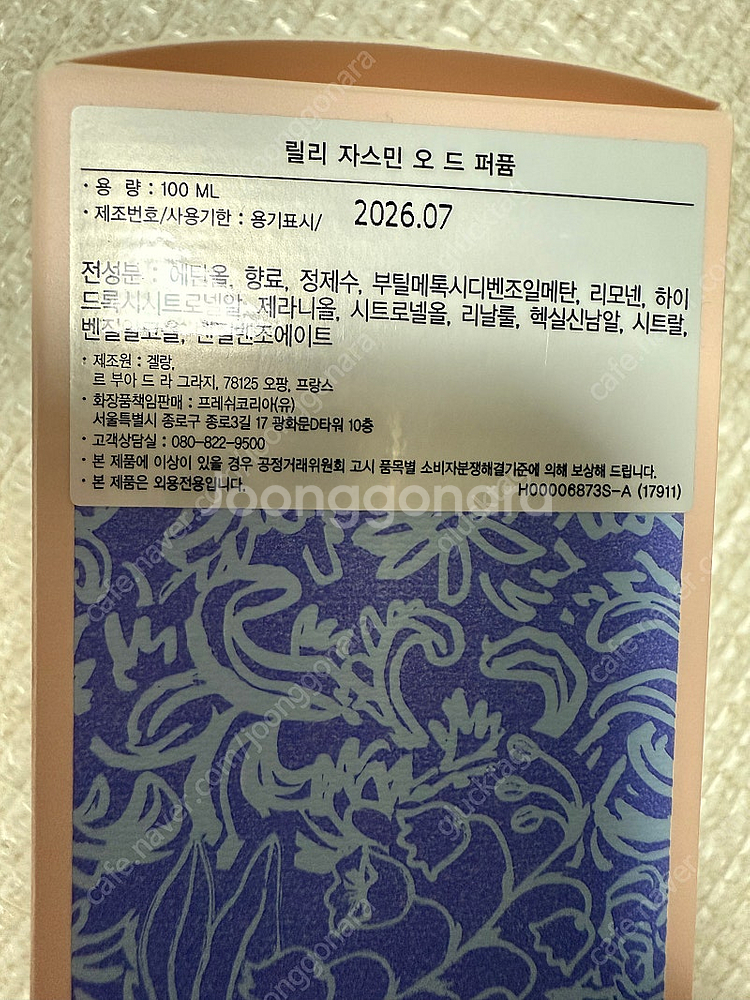 릴리 자스민 오 드 퍼퓸
· 용 량 : 100 ML
· 제조번호/사용기한 : 용기표시/ 2026.07
전성분 : 에탄올, 향료, 정제수, 부틸메톡시디벤조일메탄, 리모넨, 하이
드록시시트로넬알, 제라니올, 시트로넬올, 리날룰, 헥실신남알, 시트랄,
벤질알코올, 벤질벤조에이트
· 제조원 : 겔랑,
르 부아 드 라 그라지, 78125 오팡, 프랑스
· 화장품책임판매 : 프레쉬코리아(유)
서울특별시 종로구 종로3길 17 광화문D타워 10층
· 고객상담실 : 080-822-9500
· 본 제품에 이상이 있을 경우 공정거래위원회 고시 품목별 소비자분쟁해결기준에 의해 보상해 드립니다.
· 본 제품은 외용전용입니다. H00006873S-A (17911)
Joonggonara